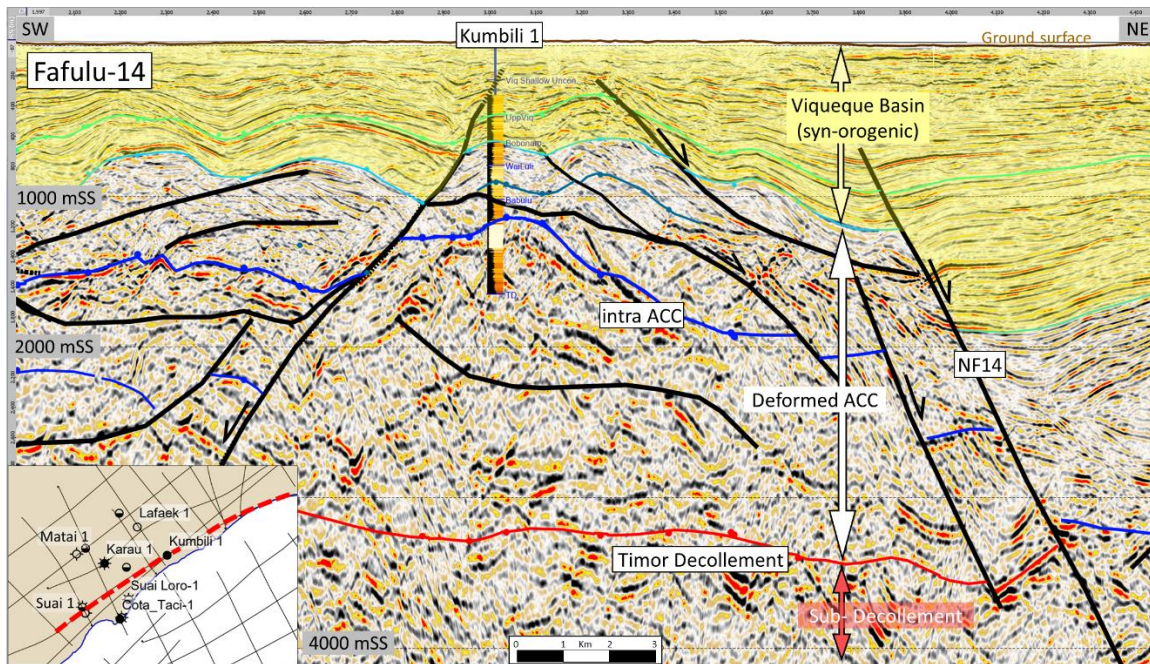 SW
NE
Kumbili 1
Ground surface
Fafulu-14
Viq Shallow Uncon
UppViq
Bobonaro
WaiLuli
Babulu
TD
Viqueque Basin
(syn-orogenic)
1000 mSS
intra ACC
2000 mSS
NF14
Deformed ACC
Timor Decollement
Sub- Decollement
4000 mSS
0 1 Km 2 3
Lafaek 1
Matai 1
Karau 1
Kumbili 1
Suai Loro-1
Suai 1
Cota_Taci-1